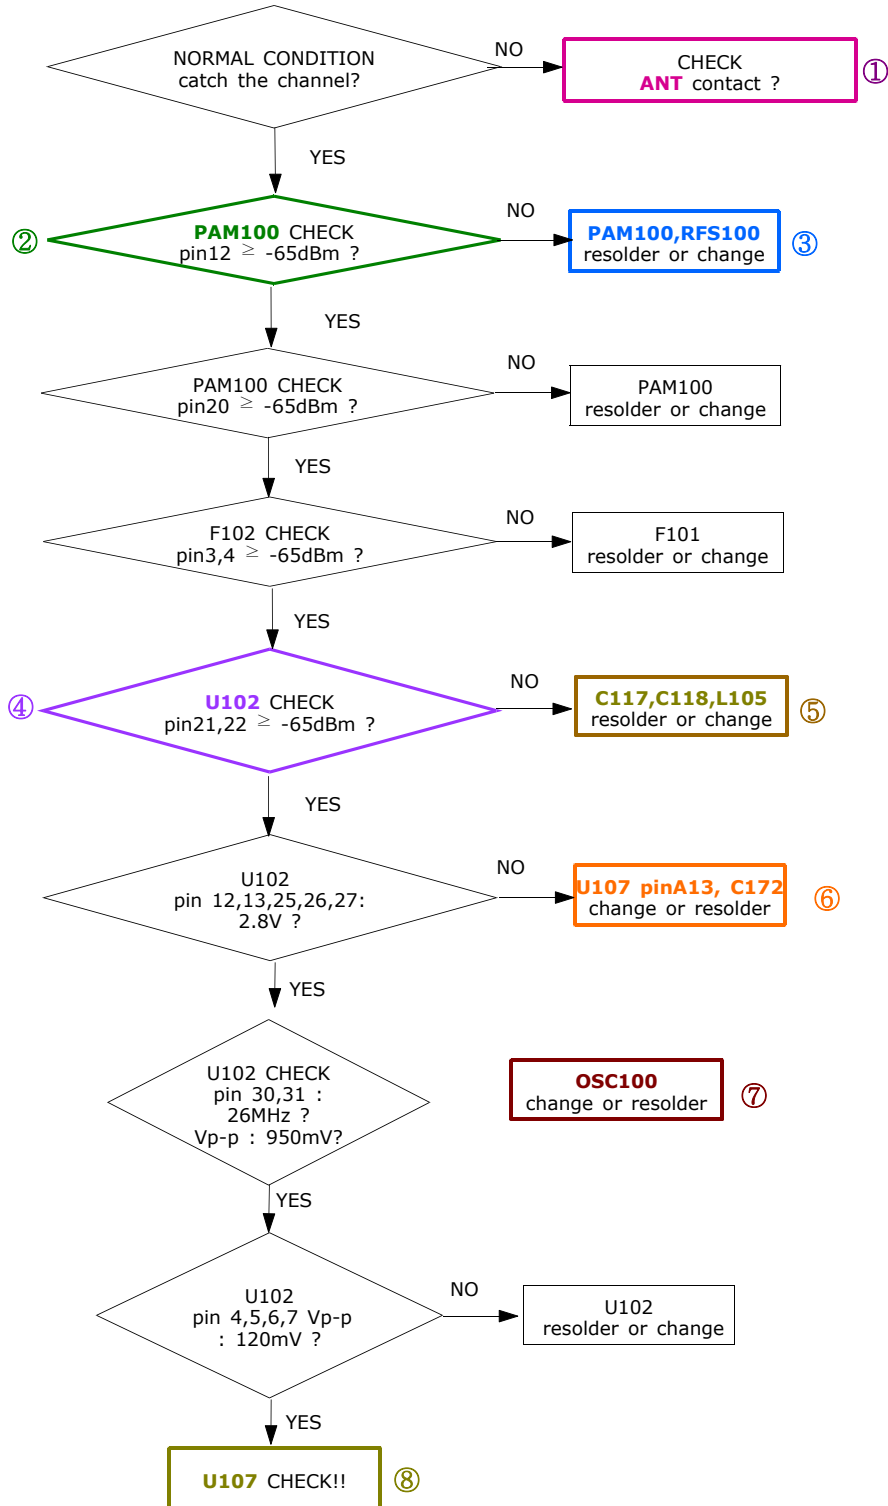 NORMAL CONDITION
catch the channel?
NO
CHECK
ANT contact ?
①
YES
②
PAM100 CHECK
pin12 ≥ -65dBm ?
NO
PAM100,RFS100
resolder or change
③
YES
PAM100 CHECK
pin20 ≥ -65dBm ?
NO
PAM100
resolder or change
YES
F102 CHECK
pin3,4 ≥ -65dBm ?
NO
F101
resolder or change
YES
④
U102 CHECK
pin21,22 ≥ -65dBm ?
NO
C117,C118,L105
resolder or change
⑤
YES
U102
pin 12,13,25,26,27:
2.8V ?
NO
U107 pinA13, C172
change or resolder
⑥
YES
U102 CHECK
pin 30,31 :
26MHz ?
Vp-p : 950mV?
OSC100
change or resolder
⑦
YES
U102
pin 4,5,6,7 Vp-p
: 120mV ?
NO
U102
resolder or change
YES
U107 CHECK!!
⑧